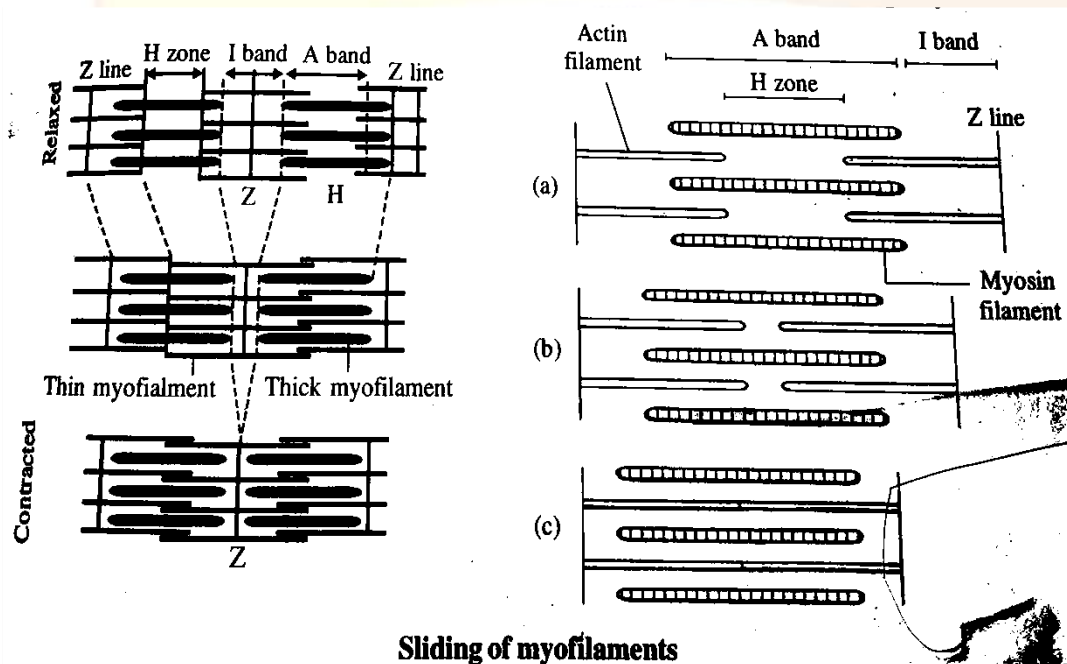 H zone I band A band
Z line Z line
Relaxed
Z H
Thin myofialment Thick myofilament
Contracted
Z
Actin
filament
A band I band
H zone
Z line
(a)
Myosin
filament
(b)
(c)
Sliding of myofilaments